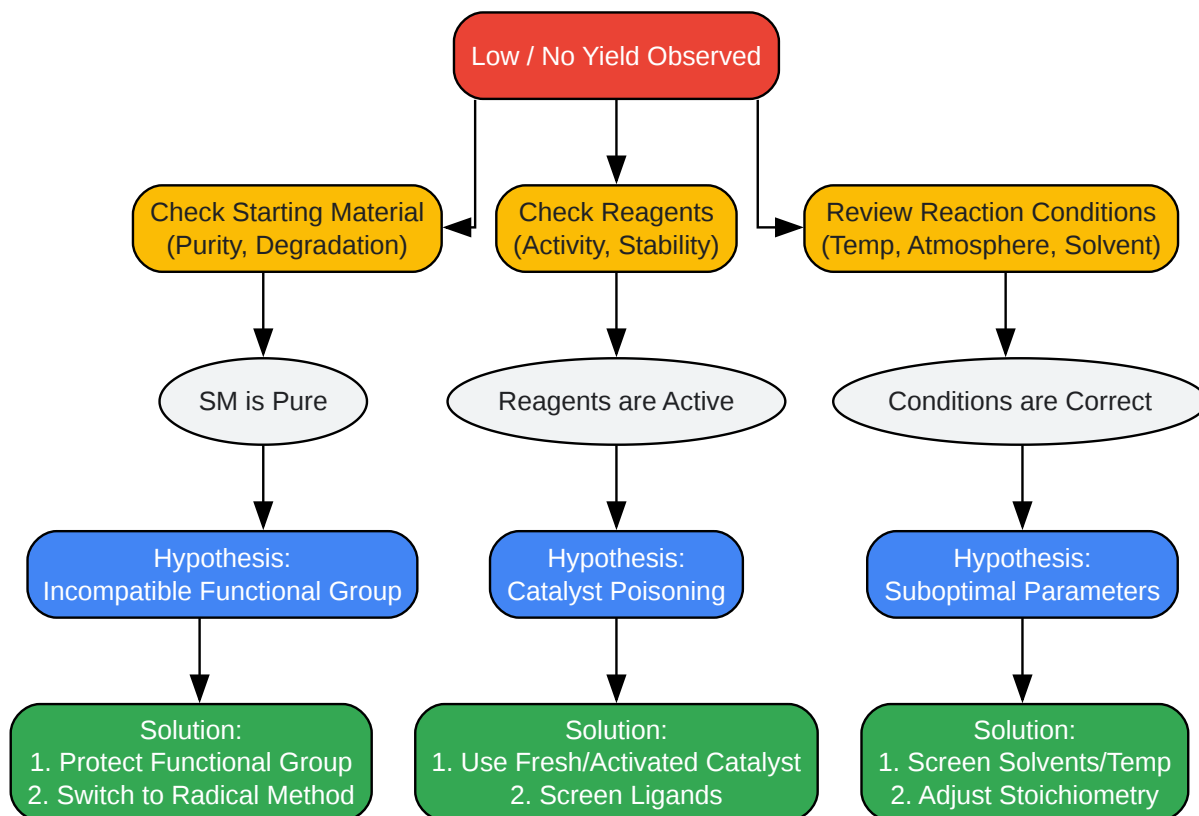 Low / No Yield Observed
Check Starting Material
(Purity, Degradation)
Check Reagents
(Activity, Stability)
Review Reaction Conditions
(Temp, Atmosphere, Solvent)
SM is Pure
Reagents are Active
Conditions are Correct
Hypothesis:
Incompatible Functional Group
Hypothesis:
Catalyst Poisoning
Hypothesis:
Suboptimal Parameters
Solution:
1. Protect Functional Group
2. Switch to Radical Method
Solution:
1. Use Fresh/Activated Catalyst
2. Screen Ligands
Solution:
1. Screen Solvents/Temp
2. Adjust Stoichiometry